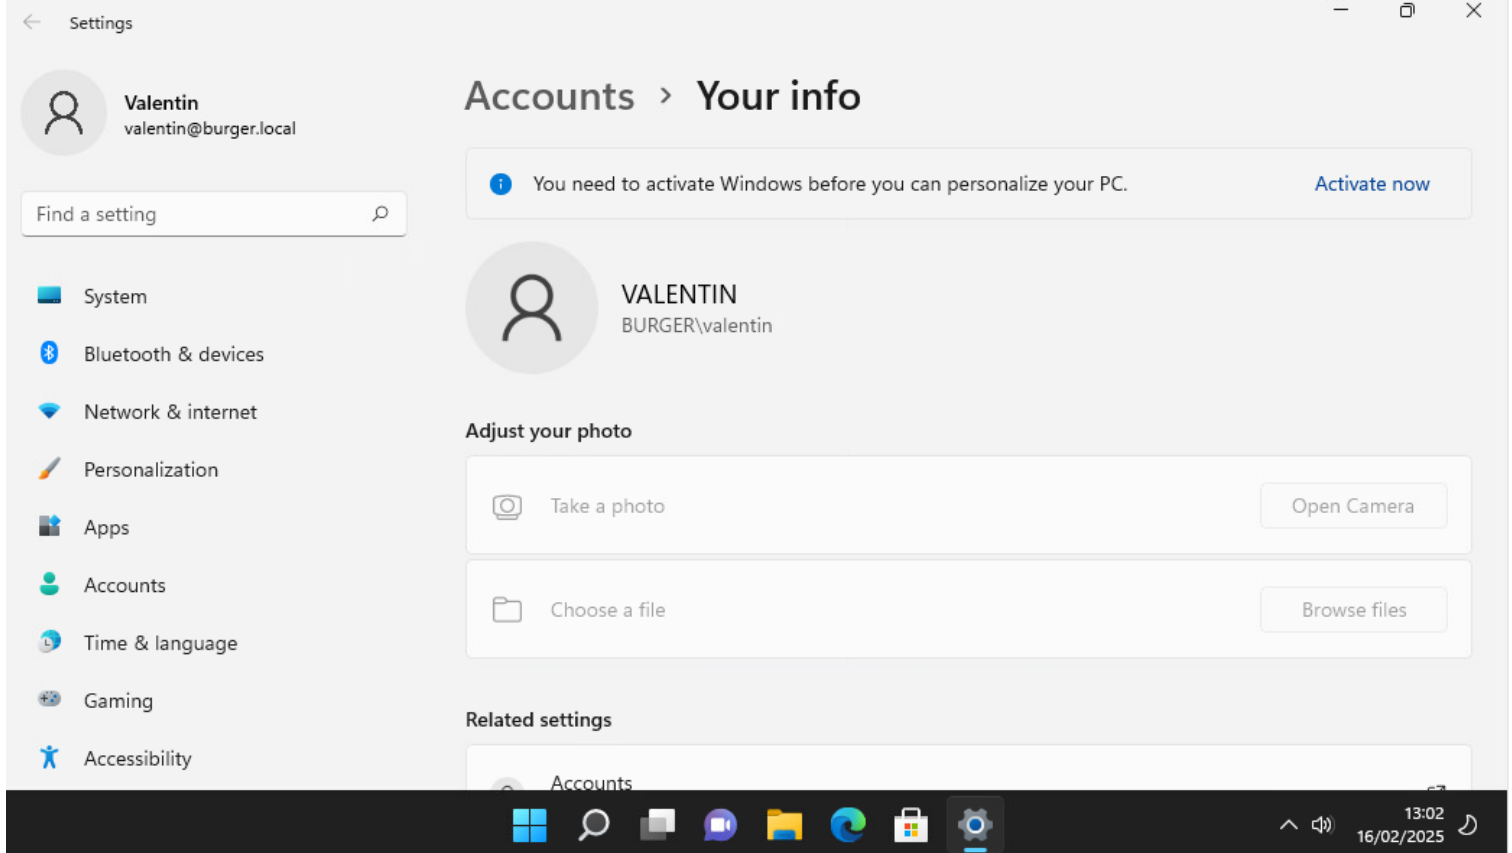 Settings
Valentin
valentin@burger.local
Find a setting
System
Bluetooth & devices
Network & internet
Personalization
Apps
Accounts
Time & language
Gaming
Accessibility
Accounts > Your info
You need to activate Windows before you can personalize your PC.
Activate now
VALENTIN
BURGER\valentin
Adjust your photo
Take a photo
Open Camera
Choose a file
Browse files
Related settings
Accounts
13:02
16/02/2025